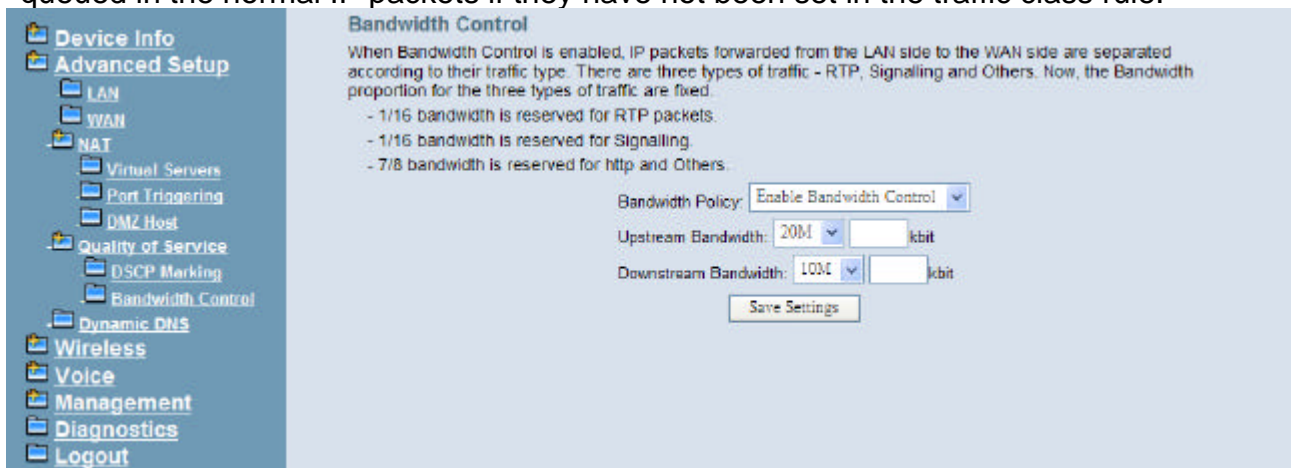 queued in the normal IP packets if they have not been set in the traffic class rule.
Device Info
Advanced Setup
LAN
WAN
NAT
Virtual Servers
Port Triggering
DMZ Host
Quality of Service
DSCP Marking
Bandwidth Control
Dynamic DNS
Wireless
Voice
Management
Diagnostics
Logout
Bandwidth Control
When Bandwidth Control is enabled, IP packets forwarded from the LAN side to the WAN side are separated
according to their traffic type. There are three types of traffic - RTP, Signalling and Others. Now, the Bandwidth
proportion for the three types of traffic are fixed.
- 1/16 bandwidth is reserved for RTP packets.
- 1/16 bandwidth is reserved for Signalling.
- 7/8 bandwidth is reserved for http and Others.
Bandwidth Policy: Enable Bandwidth Control
Upstream Bandwidth: 20M kbit
Downstream Bandwidth: 10M kbit
Save Settings